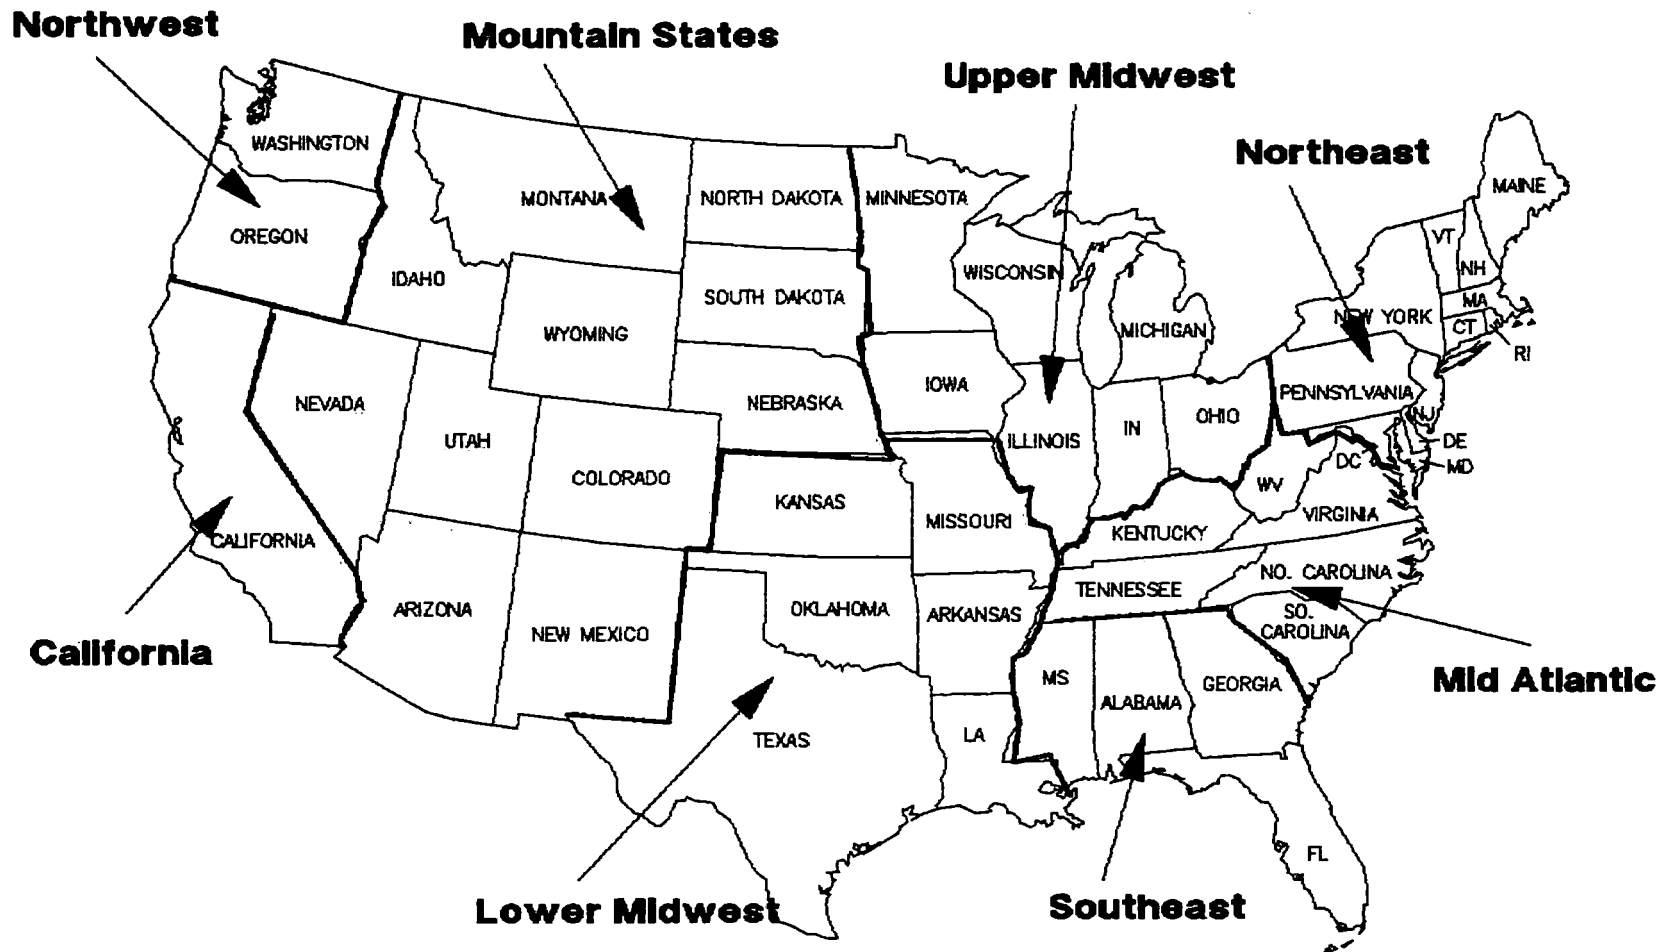 Northwest
Mountain States
Upper Midwest
Northeast
WASHINGTON
MONTANA
NORTH DAKOTA
MINNESOTA
MAINE
OREGON
VT
IDAHO
WISCONSIN
NH
SOUTH DAKOTA
MA
WYOMING
MICHIGAN
NEW YORK
CT
RI
NEVADA
NEBRASKA
IOWA
PENNSYLVANIA
NJ
UTAH
ILLINOIS
IN
OHIO
DE
MD
DC
COLORADO
KANSAS
WV
MISSOURI
VIRGINIA
CALIFORNIA
KENTUCKY
NO. CAROLINA
ARIZONA
NEW MEXICO
OKLAHOMA
ARKANSAS
TENNESSEE
SO.
CAROLINA
California
Mid Atlantic
MS
ALABAMA
GEORGIA
TEXAS
LA
FL
Lower Midwest
Southeast